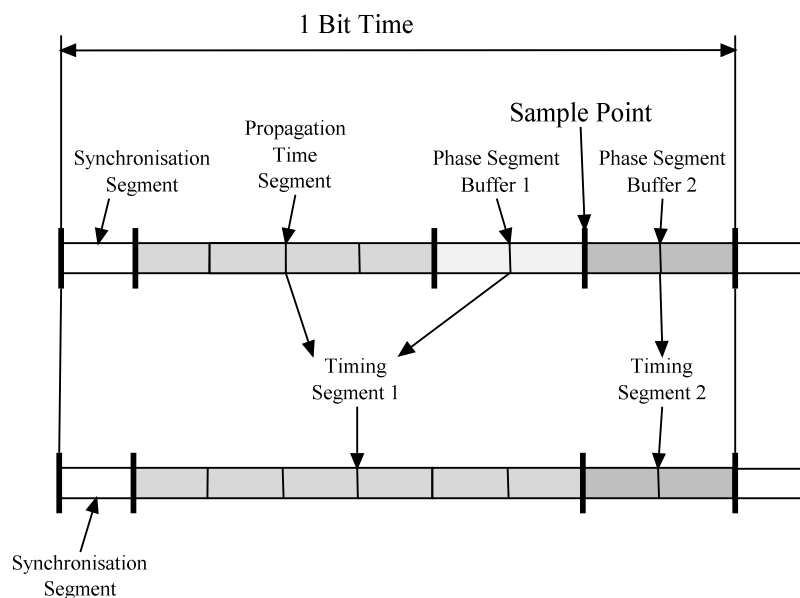 1 Bit Time
Sample Point
Propagation
Time
Segment
Synchronisation
Segment
Phase Segment
Buffer 1
Phase Segment
Buffer 2
Timing
Segment 1
Timing
Segment 2
Synchronisation
Segment